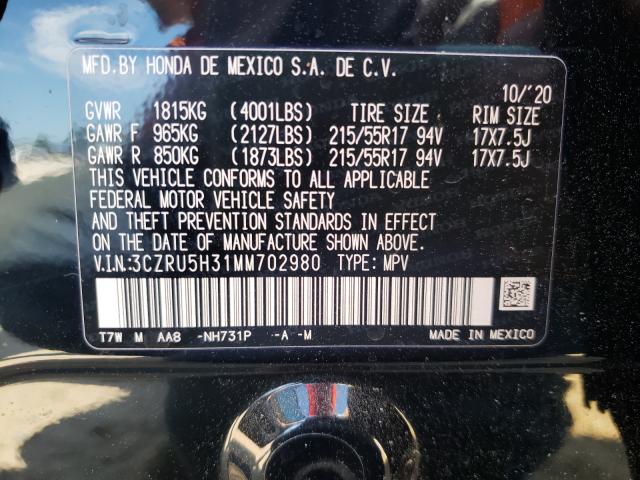 MFD. BY HONDA DE MEXICO S.A. DE C.V.
10/'20
GVWR 1815KG (4001LBS) TIRE SIZE RIM SIZE
GAWR F 965KG (2127LBS) 215/55R17 94V 17X7.5J
GAWR R 850KG (1873LBS) 215/55R17 94V 17X7.5J
THIS VEHICLE CONFORMS TO ALL APPLICABLE
FEDERAL MOTOR VEHICLE SAFETY
AND THEFT PREVENTION STANDARDS IN EFFECT
ON THE DATE OF MANUFACTURE SHOWN ABOVE.
V.I.N.:3CZRU5H31MM702980 TYPE: MPV
T7W M AA8 -NH731P -A -M MADE IN MEXICO